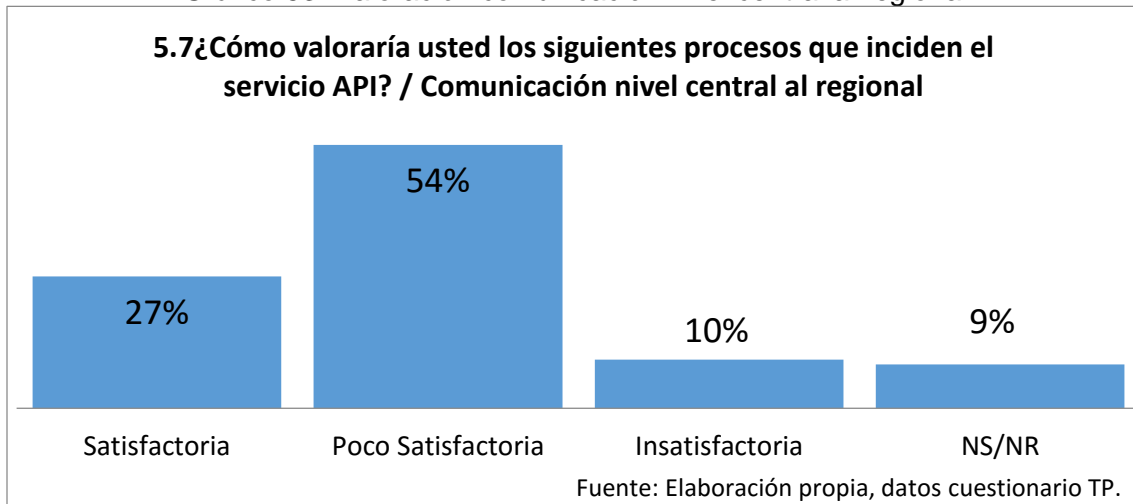 5.7¿Cómo valoraría usted los siguientes procesos que inciden el
servicio API? / Comunicación nivel central al regional
27%
54%
10%
9%
Satisfactoria
Poco Satisfactoria
Insatisfactoria
NS/NR
Fuente: Elaboración propia, datos cuestionario TP.